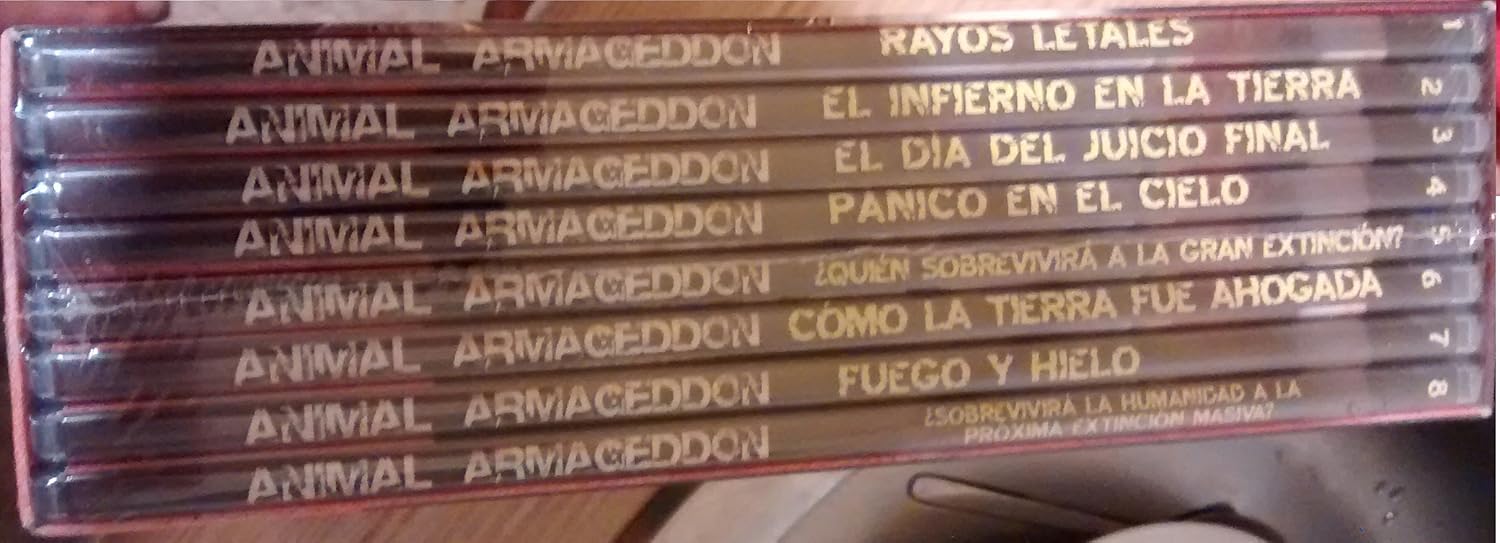 ANIMAL ARMAGEDDON RAYOS LETALES 1
ANIMAL ARMAGEDDON EL INFIERNO EN LA TIERRA 2
ANIMAL ARMAGEDDON EL DÍA DEL JUICIO FINAL 3
ANIMAL ARMAGEDDON PANICO EN EL CIELO 4
ANIMAL ARMAGEDDON ¿QUIÉN SOBREVIVIRÁ A LA GRAN EXTINCIÓN? 5
ANIMAL ARMAGEDDON CÓMO LA TIERRA FUE AHOGADA 6
ANIMAL ARMAGEDDON FUEGO Y HIELO 7
ANIMAL ARMAGEDDON ¿SOBREVIVIRÁ LA HUMANIDAD A LA 8
PRÓXIMA EXTINCIÓN MASIVA?